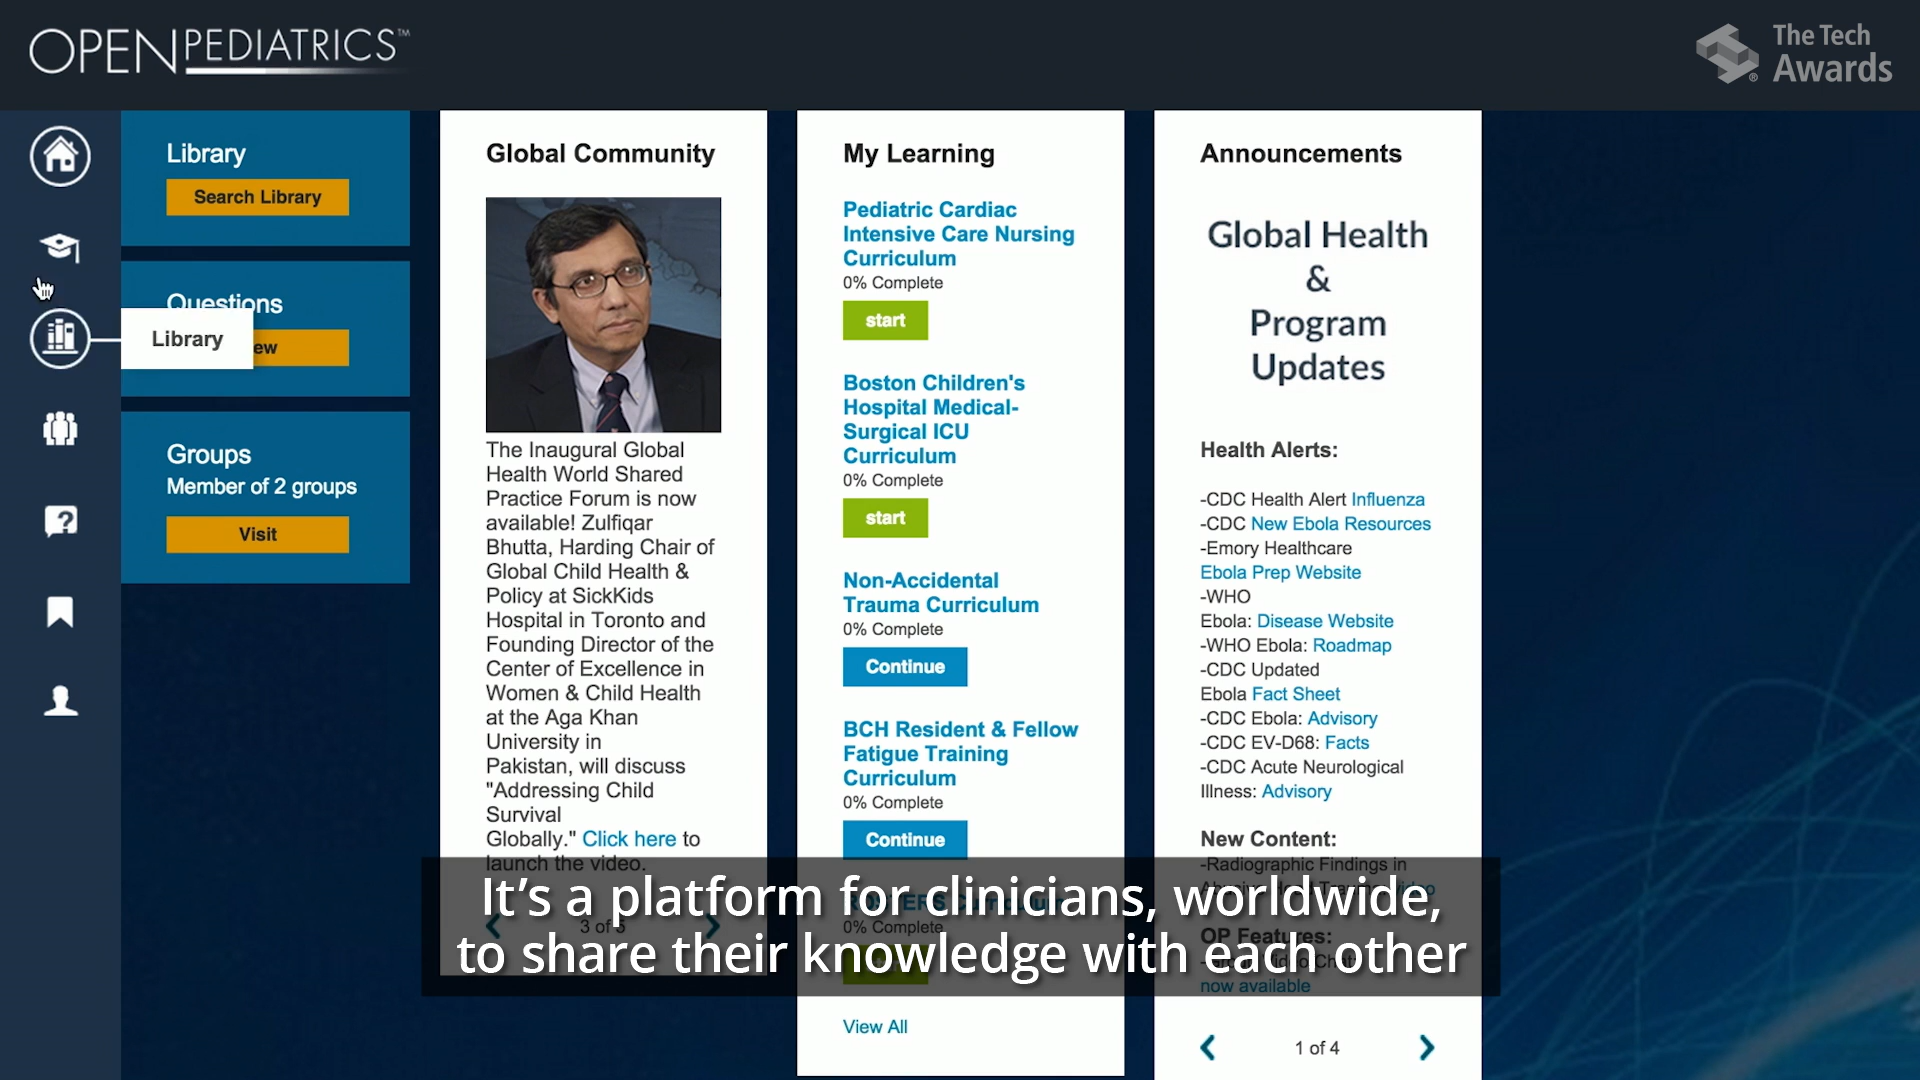 OPENPEDIATRICS™
The Tech
Awards
Library
Search Library
Questions
Library
ew
Groups
Member of 2 groups
Visit
Global Community
The Inaugural Global
Health World Shared
Practice Forum is now
available! Zulfiqar
Bhutta, Harding Chair of
Global Child Health &
Policy at SickKids
Hospital in Toronto and
Founding Director of the
Center of Excellence in
Women & Child Health
at the Aga Khan
University in
Pakistan, will discuss
"Addressing Child
Survival
Globally." Click here to
launch the video.
3 of
My Learning
Pediatric Cardiac
Intensive Care Nursing
Curriculum
0% Complete
start
Boston Children's
Hospital Medical-
Surgical ICU
Curriculum
0% Complete
start
Non-Accidental
Trauma Curriculum
0% Complete
Continue
BCH Resident & Fellow
Fatigue Training
Curriculum
0% Complete
Continue
0% Complete
View All
Announcements
Global Health
&
Program
Updates
Health Alerts:
-CDC Health Alert Influenza
-CDC New Ebola Resources
-Emory Healthcare
Ebola Prep Website
-WHO
Ebola: Disease Website
-WHO Ebola: Roadmap
-CDC Updated
Ebola Fact Sheet
-CDC Ebola: Advisory
-CDC EV-D68: Facts
-CDC Acute Neurological
Illness: Advisory
New Content:
-Radiographic Findings in
OP Features:
now available
1 of 4
It’s a platform for clinicians, worldwide,
to share their knowledge with each other